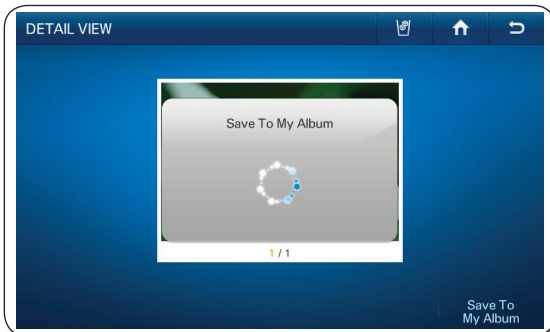 DETAIL VIEW
Save To My Album
1 / 1
Save To
My Album